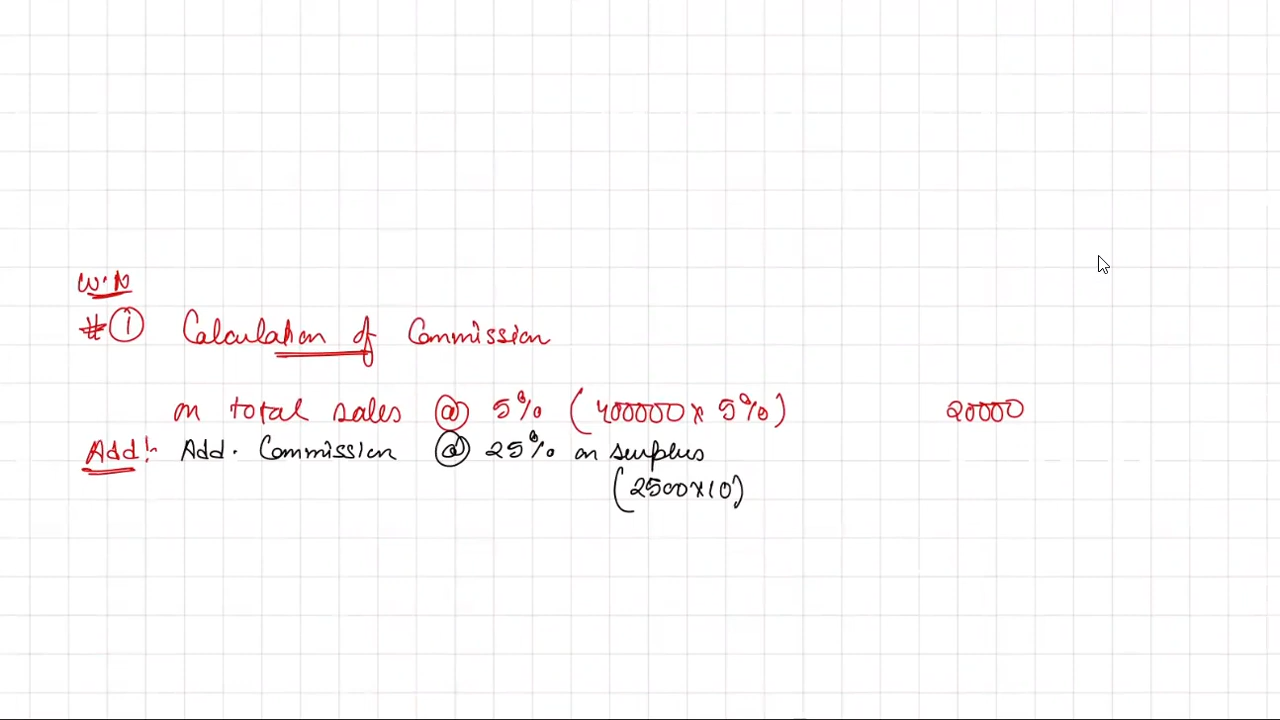 W.N
# ① Calculation of Commission
on total sales @ 5% (400000 x 5%) 20000
Add:- Add. Commission @ 25% on surplus
(2500x10)